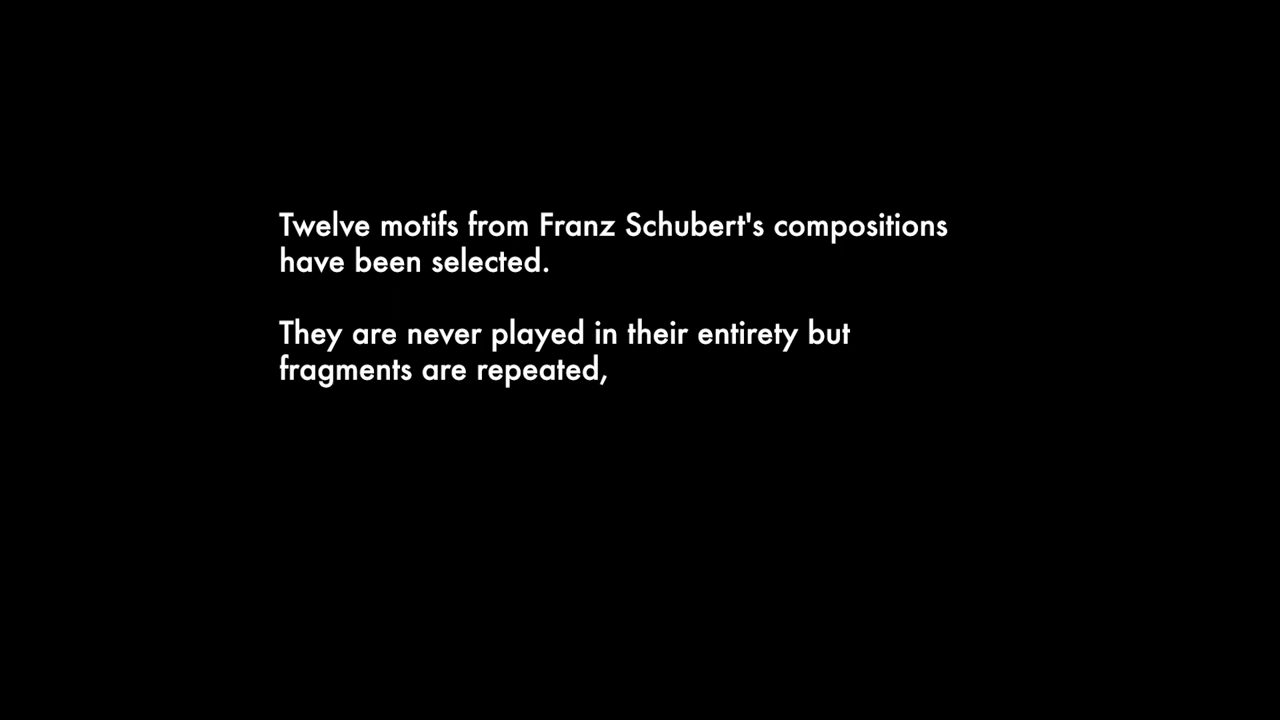 Twelve motifs from Franz Schubert's compositions
have been selected.
They are never played in their entirety but
fragments are repeated,